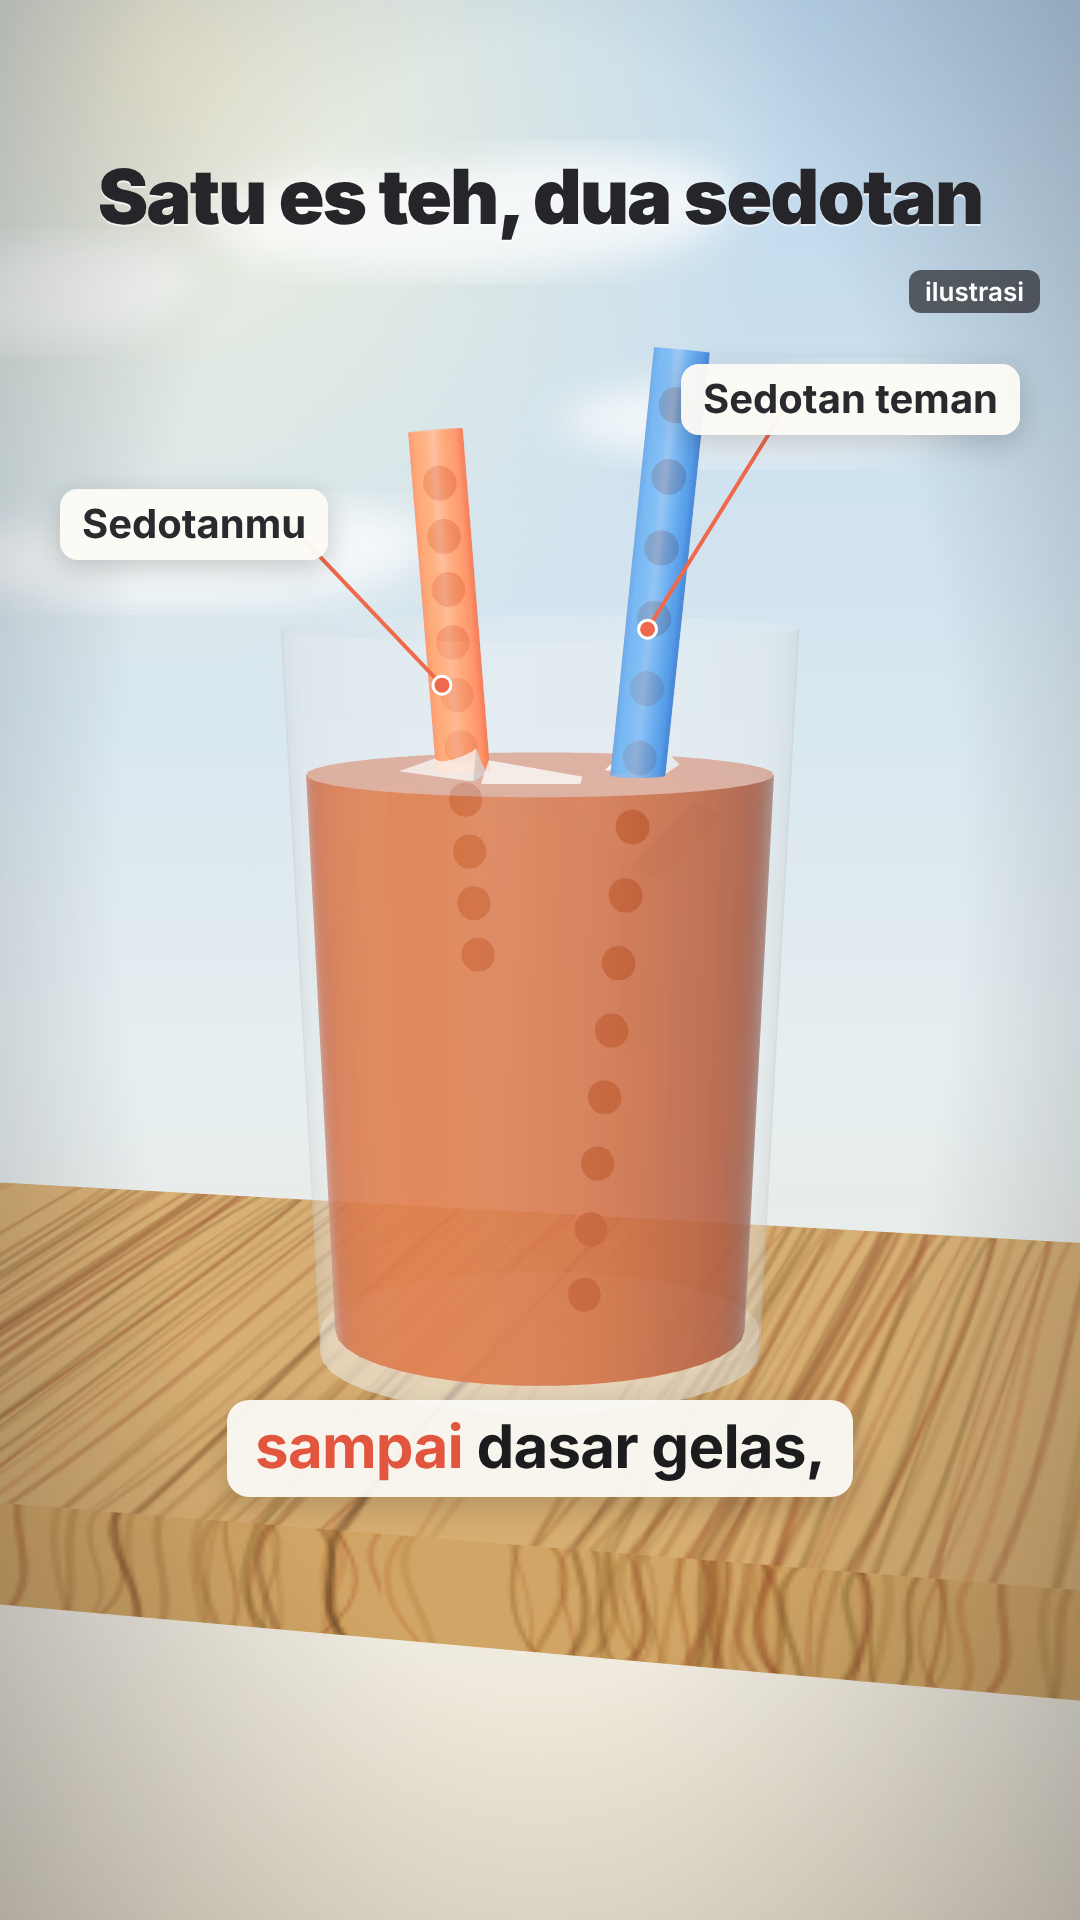 Satu es teh, dua sedotan
ilustrasi
Sedotan teman
Sedotanmu
sampai dasar gelas,